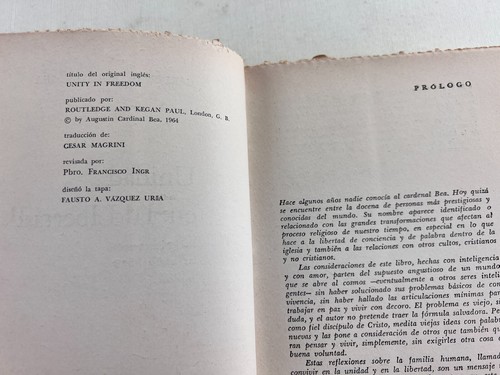 título del original inglés:
UNITY IN FREEDOM
publicado por:
ROUTLEDGE AND KEGAN PAUL, London, G. B.
© by Augustin Cardinal Bea, 1964
traducción de:
CESAR MAGRINI
revisada por:
Pbro. FRANCISCO INGR
diseñó la tapa:
FAUSTO A. VAZQUEZ URIA
PRÓLOGO
Hace algunos años nadie conocía al cardenal Bea. Hoy quizá
se encuentre entre la docena de personas más prestigiosas y
conocidas del mundo. Su nombre aparece identificado o
relacionado con las grandes transformaciones que afectan al
proceso religioso de nuestro tiempo, en especial en lo que
hace a la libertad de conciencia y de palabra dentro de la
iglesia y también a las relaciones con otros cultos, cristianos
y no cristianos.
Las consideraciones de este libro, hechas con inteligencia
y con amor, parten del supuesto angustioso de un mundo
que se abre al cosmos —eventualmente a otros seres inteli
gentes— sin haber solucionado sus problemas básicos de con
vivencia, sin haber hallado las articulaciones mínimas par
trabajar en paz y vivir con decoro. El problema es viejo, si
duda, y el autor no pretende traer la fórmula salvadora. Pe
como fiel discípulo de Cristo, medita viejas ideas con palab
nuevas y las pone a consideración de otros que también
ran pensar y vivir, simplemente, sin exigirles otra cosa
buena voluntad.
Estas reflexiones sobre la familia humana, llamad
convivir en la unidad y en la libertad, son un mensaje